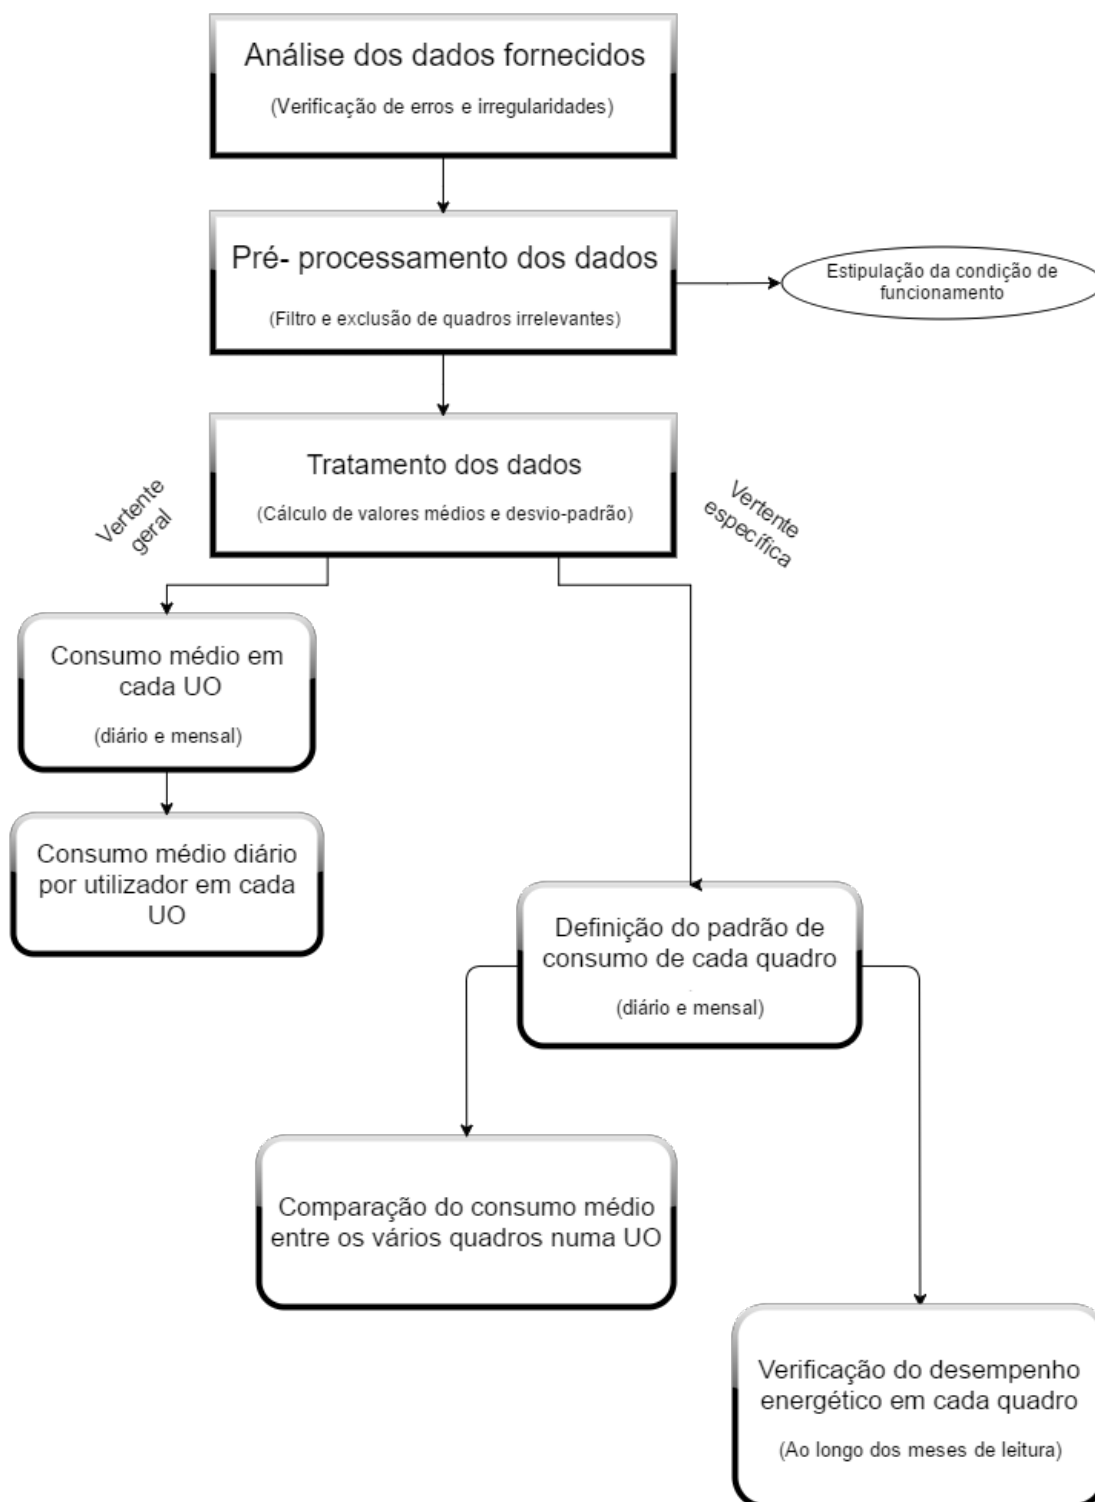 Análise dos dados fornecidos
(Verificação de erros e irregularidades)
Pré- processamento dos dados
(Filtro e exclusão de quadros irrelevantes)
Estipulação da condição de
funcionamento
Tratamento dos dados
(Cálculo de valores médios e desvio-padrão)
Vertente
geral
Vertente
específica
Consumo médio em
cada UO
(diário e mensal)
Consumo médio diário
por utilizador em cada
UO
Definição do padrão de
consumo de cada quadro
(diário e mensal)
Comparação do consumo médio
entre os vários quadros numa UO
Verificação do desempenho
energético em cada quadro
(Ao longo dos meses de leitura)